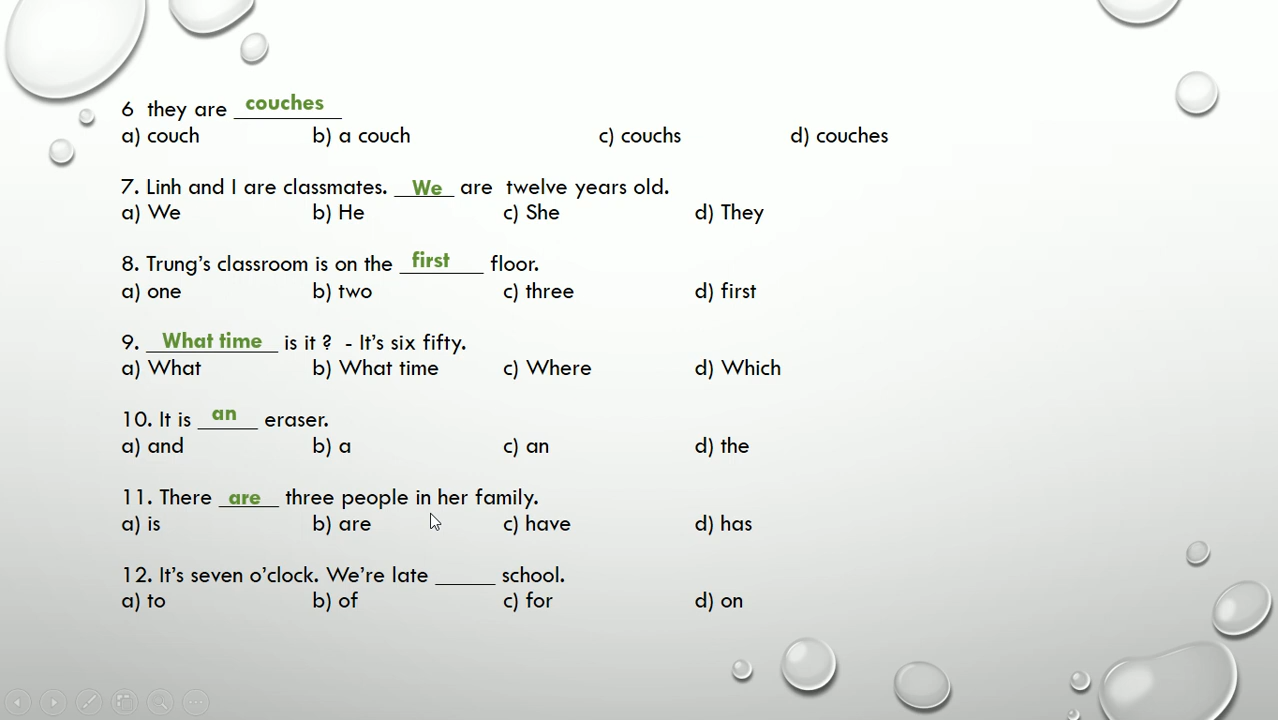 6 they are couches
a) couch b) a couch c) couchs d) couches
7. Linh and I are classmates. We are twelve years old.
a) We b) He c) She d) They
8. Trung's classroom is on the first floor.
a) one b) two c) three d) first
9. What time is it ? - It's six fifty.
a) What b) What time c) Where d) Which
10. It is an eraser.
a) and b) a c) an d) the
11. There are three people in her family.
a) is b) are c) have d) has
12. It's seven o'clock. We're late _____ school.
a) to b) of c) for d) on